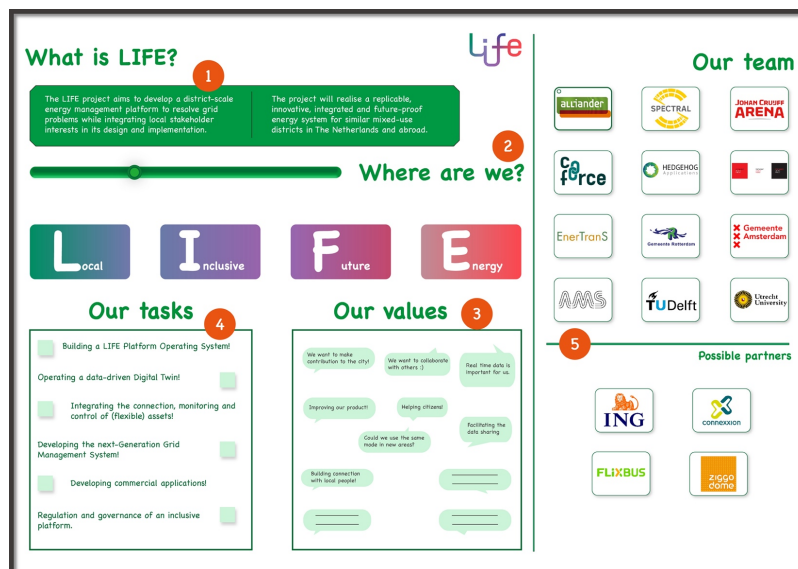 What is LIFE?
Life
1
The LIFE project aims to develop a district-scale
energy management platform to resolve grid
problems while integrating local stakeholder
interests in its design and implementation.
The project will realise a replicable,
innovative, integrated and future-proof
energy system for similar mixed-use
districts in The Netherlands and abroad.
2
Where are we?
Local
Inclusive
Future
Energy
Our tasks
4
Building a LIFE Platform Operating System!
Operating a data-driven Digital Twin!
Integrating the connection, monitoring and
control of (flexible) assets!
Developing the next-Generation Grid
Management System!
Developing commercial applications!
Regulation and governance of an inclusive
platform.
Our values
3
We want to make
contribution to the city!
We want to collaborate
with others :)
Real time data is
important for us.
Improving our product!
Helping citizens!
Facilitating the
data sharing
Could we use the same
mode in new areas!!
Building connection
with local people!
Our team
alliander
SPECTRAL
JOHAN CRUIJFF
ARENA
coforce
HEDGEHOG
Applications
EnerTranS
Gemeente Rotterdam
Gemeente
Amsterdam
AMS
TUDelft
Utrecht
University
5
Possible partners
ING
connexxion
FLiXBUS
ziggo
dome